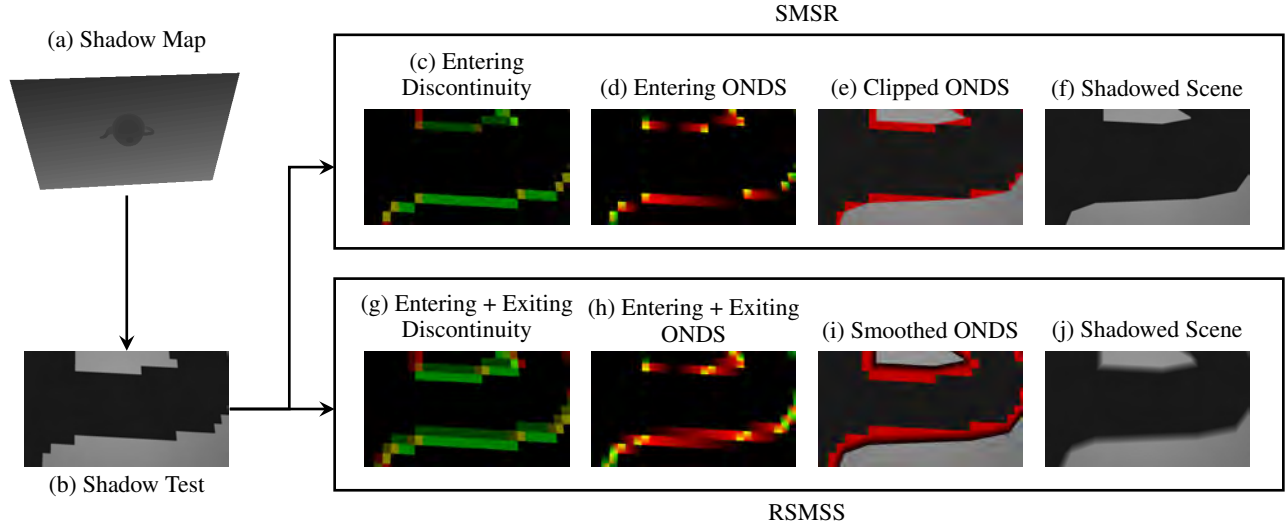 SMSR
(a) Shadow Map
(c) Entering
Discontinuity
(d) Entering ONDS
(e) Clipped ONDS
(f) Shadowed Scene
(g) Entering + Exiting
Discontinuity
(h) Entering + Exiting
ONDS
(i) Smoothed ONDS
(j) Shadowed Scene
(b) Shadow Test
RSMSS